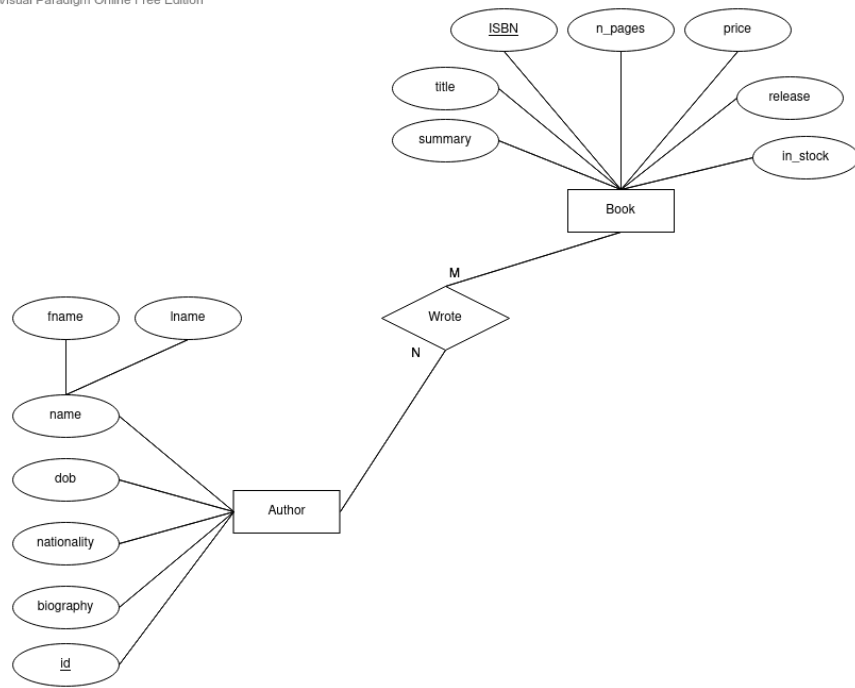 Visual Paradigm Online Free Edition
ISBN
n_pages
price
title
release
summary
in_stock
Book
M
Wrote
N
fname
lname
name
dob
nationality
biography
id
Author